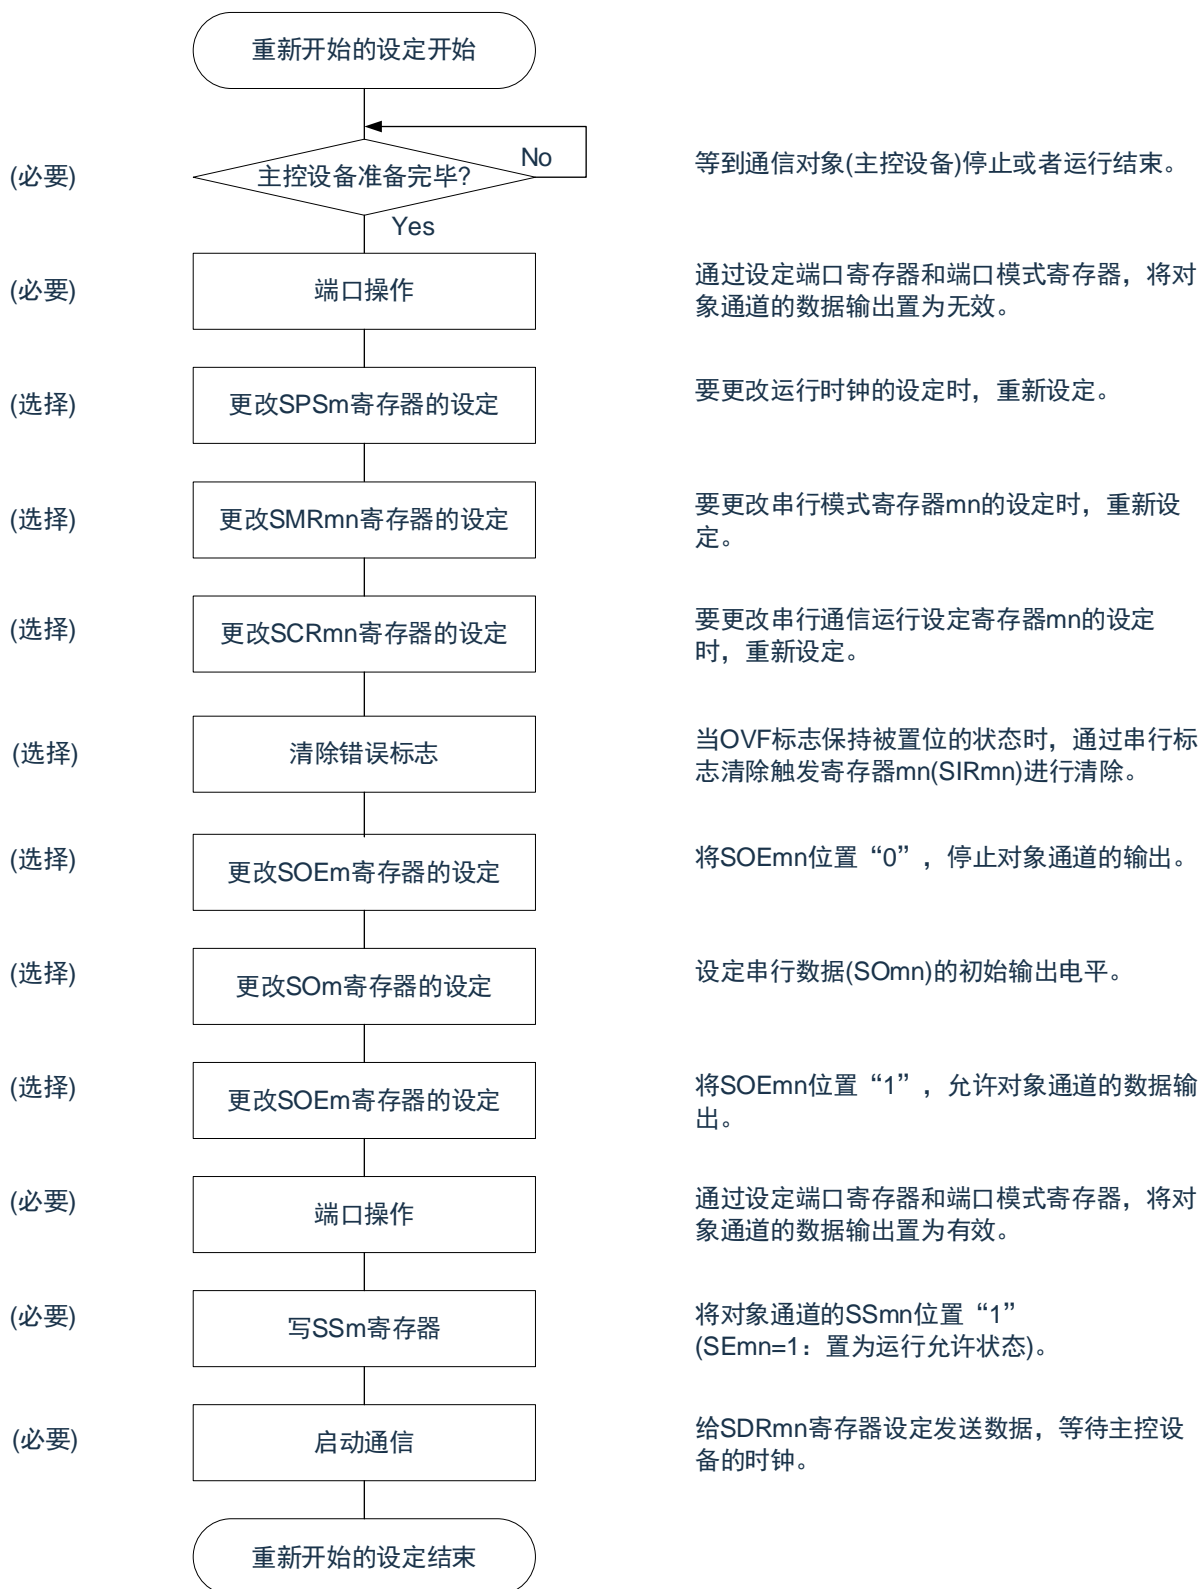 重新开始的设定开始
(必要)
主控设备准备完毕?
No
等到通信对象(主控设备)停止或者运行结束。
Yes
(必要)
端口操作
通过设定端口寄存器和端口模式寄存器，将对
象通道的数据输出置为无效。
(选择)
更改SPSm寄存器的设定
要更改运行时钟的设定时，重新设定。
(选择)
更改SMRmn寄存器的设定
要更改串行模式寄存器mn的设定时，重新设
定。
(选择)
更改SCRmn寄存器的设定
要更改串行通信运行设定寄存器mn的设定
时，重新设定。
(选择)
清除错误标志
当OVF标志保持被置位的状态时，通过串行标
志清除触发寄存器mn(SIRmn)进行清除。
(选择)
更改SOEm寄存器的设定
将SOEmn位置“0”，停止对象通道的输出。
(选择)
更改SOm寄存器的设定
设定串行数据(SOmn)的初始输出电平。
(选择)
更改SOEm寄存器的设定
将SOEmn位置“1”，允许对象通道的数据输
出。
(必要)
端口操作
通过设定端口寄存器和端口模式寄存器，将对
象通道的数据输出置为有效。
(必要)
写SSm寄存器
将对象通道的SSmn位置“1”
(SEmn=1：置为运行允许状态)。
(必要)
启动通信
给SDRmn寄存器设定发送数据，等待主控设
备的时钟。
重新开始的设定结束